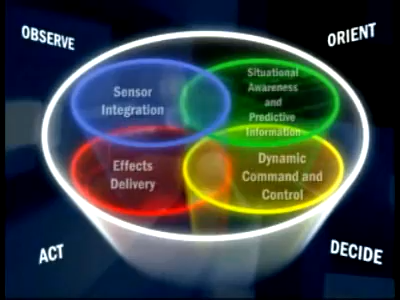 OBSERVE
ORIENT
Sensor
Integration
Situational
Awareness
and
Predictive
Information
Effects
Delivery
Dynamic
Command and
Control
ACT
DECIDE